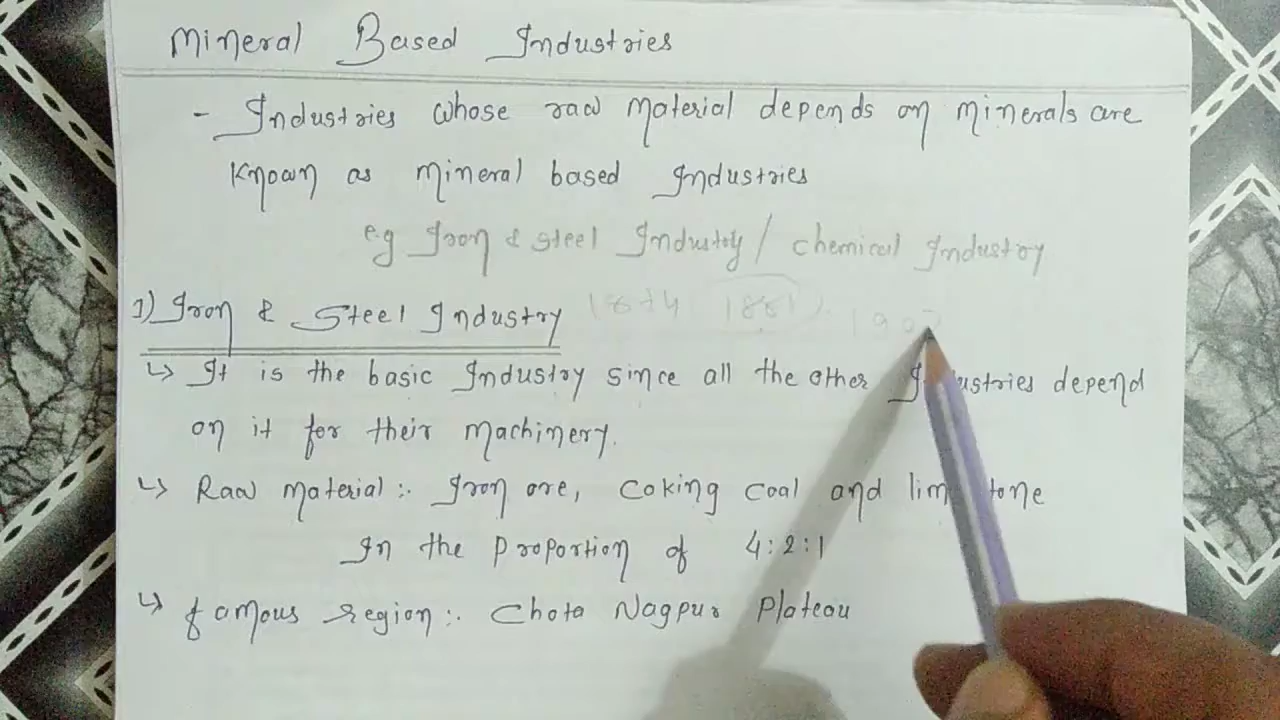 Mineral Based Industries
- Industries whose raw material depends on minerals are
known as mineral based Industries
e.g Iron & steel Industry / chemical Industry
1) Iron & Steel Industry 1874 1881
↳ It is the basic Industry since all the other Industries depend
on it for their machinery.
↳ Raw material :- Iron ore, coking coal and limestone
In the proportion of 4:2:1
↳ famous region :- Chota Nagpur Plateau